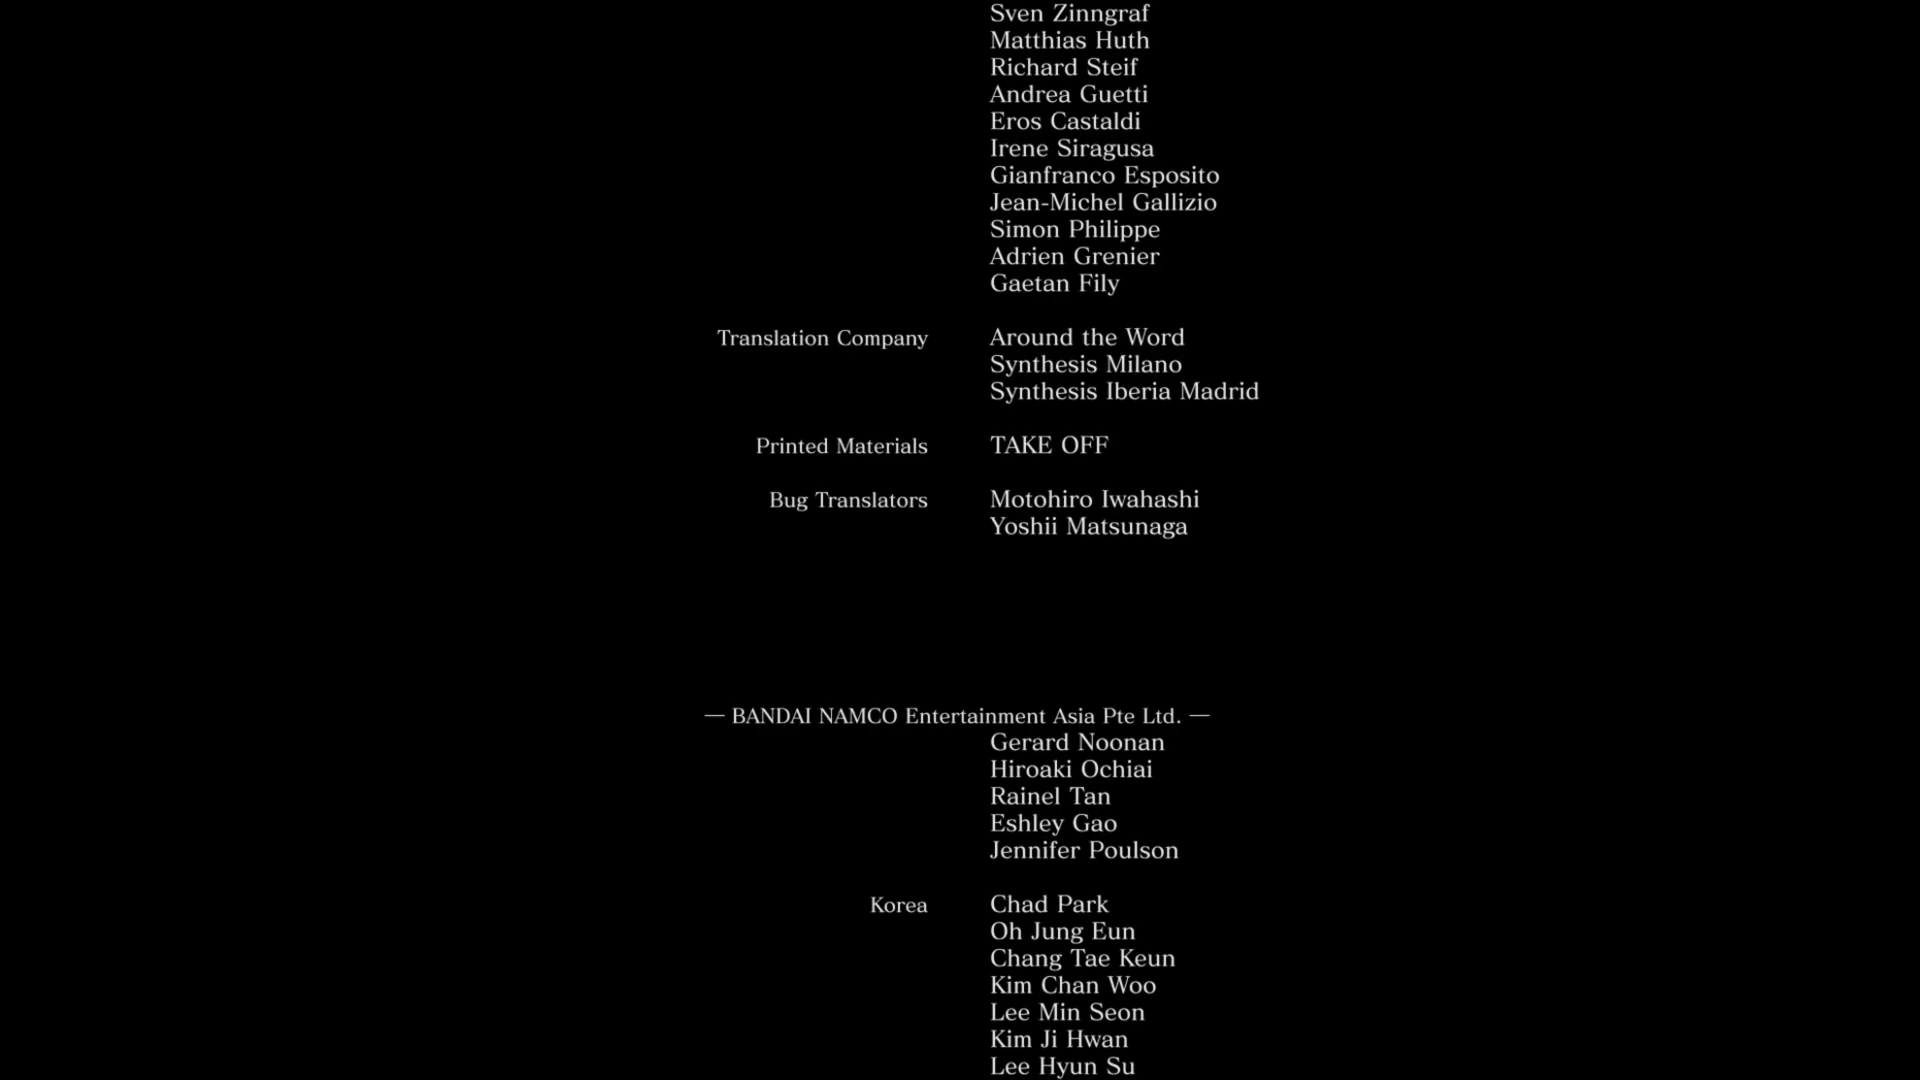 Sven Zinngraf
Matthias Huth
Richard Steif
Andrea Guetti
Eros Castaldi
Irene Siragusa
Gianfranco Esposito
Jean-Michel Gallizio
Simon Philippe
Adrien Grenier
Gaetan Fily
Translation Company Around the Word
Synthesis Milano
Synthesis Iberia Madrid
Printed Materials TAKE OFF
Bug Translators Motohiro Iwahashi
Yoshii Matsunaga
— BANDAI NAMCO Entertainment Asia Pte Ltd. —
Gerard Noonan
Hiroaki Ochiai
Rainel Tan
Eshley Gao
Jennifer Poulson
Korea Chad Park
Oh Jung Eun
Chang Tae Keun
Kim Chan Woo
Lee Min Seon
Kim Ji Hwan
Lee Hyun Su